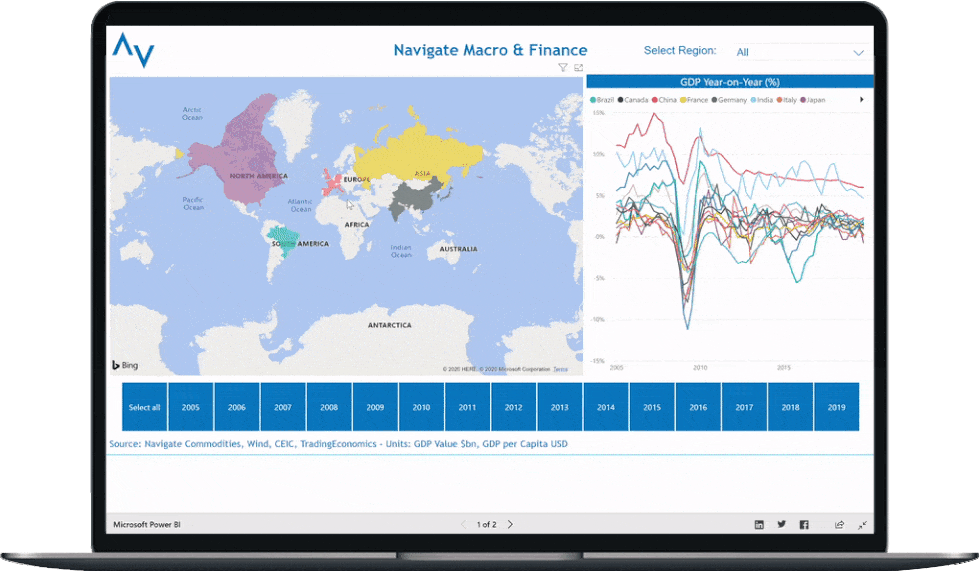 Navigate Macro & Finance
Select Region: All
GDP Year-on-Year (%)
Brazil Canada China France Germany India Italy Japan
15%
10%
5%
-0%
-5%
-10%
-15%
2005 2010 2015
Arctic
Ocean
NORTH AMERICA
EUROPE
ASIA
Pacific
Ocean
Atlantic
Ocean
AFRICA
SOUTH AMERICA
Indian
Ocean
AUSTRALIA
ANTARCTICA
Bing
© 2020 HERE, © 2020 Microsoft Corporation Terms
Select all 2005 2006 2007 2008 2009 2010 2011 2012 2013 2014 2015 2016 2017 2018 2019
Source: Navigate Commodities, Wind, CEIC, TradingEconomics - Units: GDP Value $bn, GDP per Capita USD
Microsoft Power BI
1 of 2